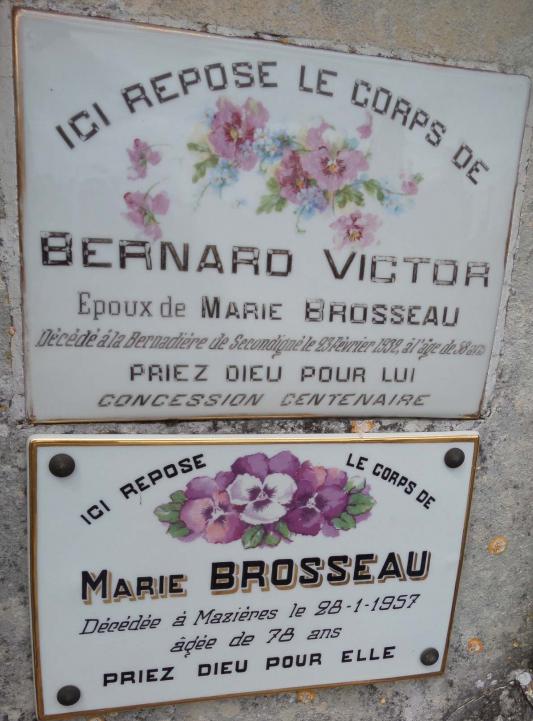 ICI REPOSE LE CORPS DE
BERNARD VICTOR
Epoux de MARIE BROSSEAU
Décédé à la Bernadière de Secondigné le 23 Février 1932, à l'âge de 58 ans
PRIEZ DIEU POUR LUI
CONCESSION CENTENAIRE
ICI REPOSE LE CORPS DE
MARIE BROSSEAU
Décédée à Mazières le 28-1-1957
âgée de 78 ans
PRIEZ DIEU POUR ELLE